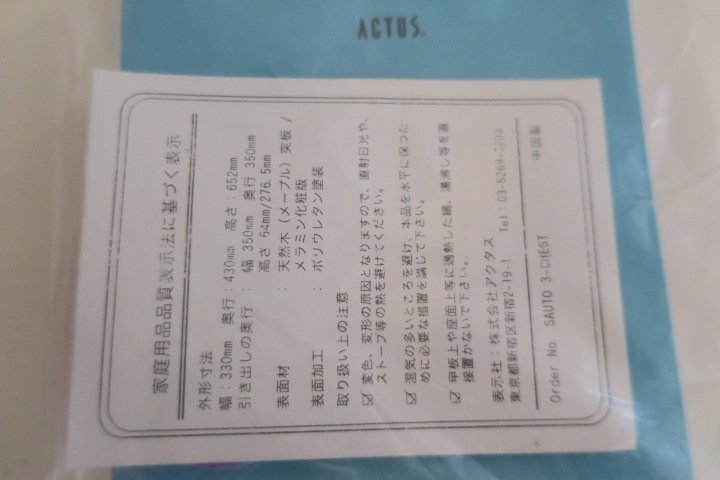 ACTUS.
家庭用品品質表示法に基づく表示
外形寸法
幅：330mm 奥行：430mm 高さ：652mm
引き出しの奥行： 幅 350mm 奥行 350mm
高さ 64mm/276.5mm
表面材 ： 天然木（メープル）突板 /
メラミン化粧版
表面加工 ： ポリウレタン塗装
取り扱い上の注意
☑ 変色、変形の原因となりますので、直射日光や、
ストーブ等の熱を避けてください。
☑ 湿気の多いところを避け、本品を水平に保つた
めに必要な措置を講じて下さい。
☑ 甲板上や座面上等に過熱した鍋、湯沸し等を直
接置かないで下さい。
表示社：株式会社アクタス
東京都新宿区新宿2-19-1 Tel：03-5269-3203
Order No. SAUTO 3-CHEST 中国製